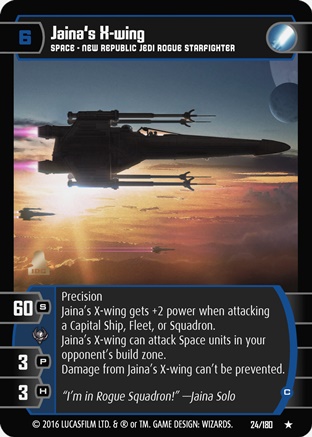 6
Jaina's X-wing
SPACE - NEW REPUBLIC JEDI ROGUE STARFIGHTER
IDC
60 S
P 3
H 3
Precision
Jaina's X-wing gets +2 power when attacking
a Capital Ship, Fleet, or Squadron.
Jaina's X-wing can attack Space units in your
opponent's build zone.
Damage from Jaina's X-wing can't be prevented.
"I'm in Rogue Squadron!" —Jaina Solo
C
© 2016 LUCASFILM LTD. & ® or TM. GAME DESIGN: WIZARDS. 24/180 ★